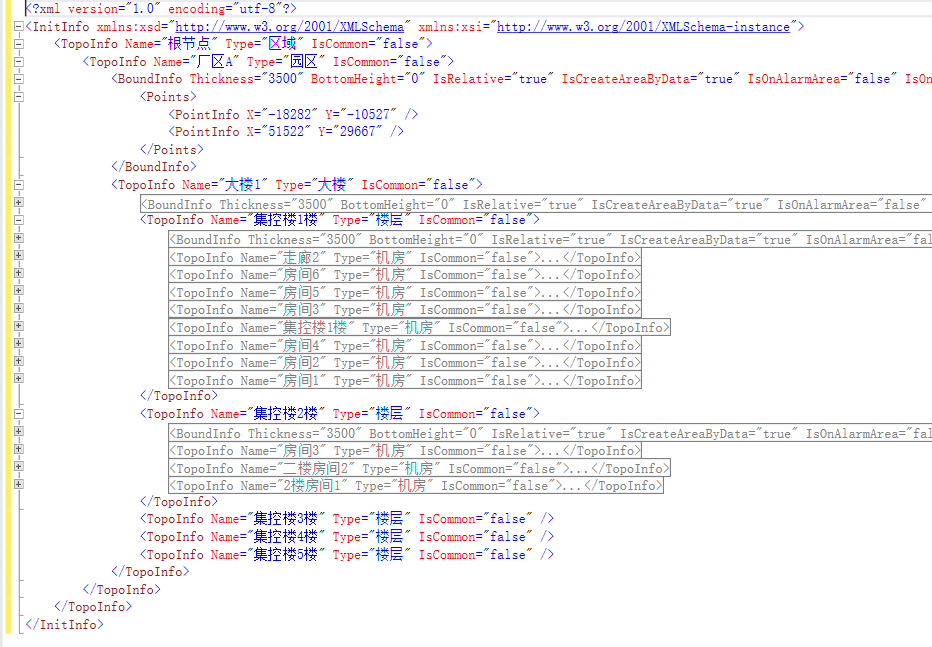 <?xml version="1.0" encoding="utf-8"?>
<InitInfo xmlns:xsd="http://www.w3.org/2001/XMLSchema" xmlns:xsi="http://www.w3.org/2001/XMLSchema-instance">
<TopoInfo Name="根节点" Type="区域" IsCommon="false">
<TopoInfo Name="厂区A" Type="园区" IsCommon="false">
<BoundInfo Thickness="3500" BottomHeight="0" IsRelative="true" IsCreateAreaByData="true" IsOnAlarmArea="false" IsOn
<Points>
<PointInfo X="-18282" Y="-10527" />
<PointInfo X="51522" Y="29667" />
</Points>
</BoundInfo>
<TopoInfo Name="大楼1" Type="大楼" IsCommon="false">
<BoundInfo Thickness="3500" BottomHeight="0" IsRelative="true" IsCreateAreaByData="true" IsOnAlarmArea="false"
<TopoInfo Name="集控楼1楼" Type="楼层" IsCommon="false">
<BoundInfo Thickness="3500" BottomHeight="0" IsRelative="true" IsCreateAreaByData="true" IsOnAlarmArea="fal
<TopoInfo Name="走廊2" Type="机房" IsCommon="false">...</TopoInfo>
<TopoInfo Name="房间6" Type="机房" IsCommon="false">...</TopoInfo>
<TopoInfo Name="房间5" Type="机房" IsCommon="false">...</TopoInfo>
<TopoInfo Name="房间3" Type="机房" IsCommon="false">...</TopoInfo>
<TopoInfo Name="集控楼1楼" Type="机房" IsCommon="false">...</TopoInfo>
<TopoInfo Name="房间4" Type="机房" IsCommon="false">...</TopoInfo>
<TopoInfo Name="房间2" Type="机房" IsCommon="false">...</TopoInfo>
<TopoInfo Name="房间1" Type="机房" IsCommon="false">...</TopoInfo>
</TopoInfo>
<TopoInfo Name="集控楼2楼" Type="楼层" IsCommon="false">
<BoundInfo Thickness="3500" BottomHeight="0" IsRelative="true" IsCreateAreaByData="true" IsOnAlarmArea="fal
<TopoInfo Name="房间3" Type="机房" IsCommon="false">...</TopoInfo>
<TopoInfo Name="二楼房间2" Type="机房" IsCommon="false">...</TopoInfo>
<TopoInfo Name="2楼房间1" Type="机房" IsCommon="false">...</TopoInfo>
</TopoInfo>
<TopoInfo Name="集控楼3楼" Type="楼层" IsCommon="false" />
<TopoInfo Name="集控楼4楼" Type="楼层" IsCommon="false" />
<TopoInfo Name="集控楼5楼" Type="楼层" IsCommon="false" />
</TopoInfo>
</TopoInfo>
</TopoInfo>
</InitInfo>